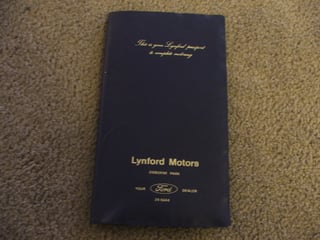 This is your Lynford passport
to complete motoring
Lynford Motors
OSBORNE PARK
YOUR Ford DEALER